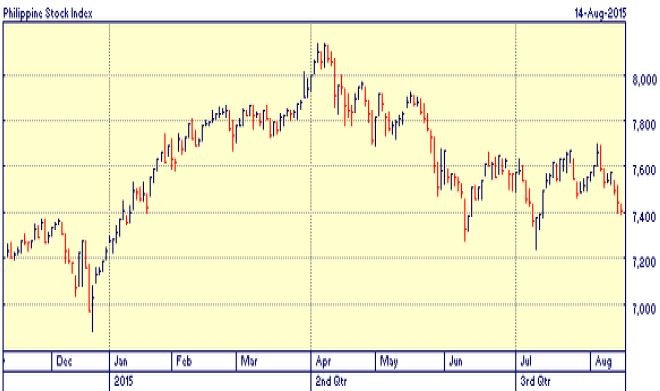 Philippine Stock Index 14-Aug-2015
8,000
7,800
7,600
7,400
7,200
7,000
Dec Jan Feb Mar Apr May Jun Jul Aug
2015 2nd Qtr 3rd Qtr